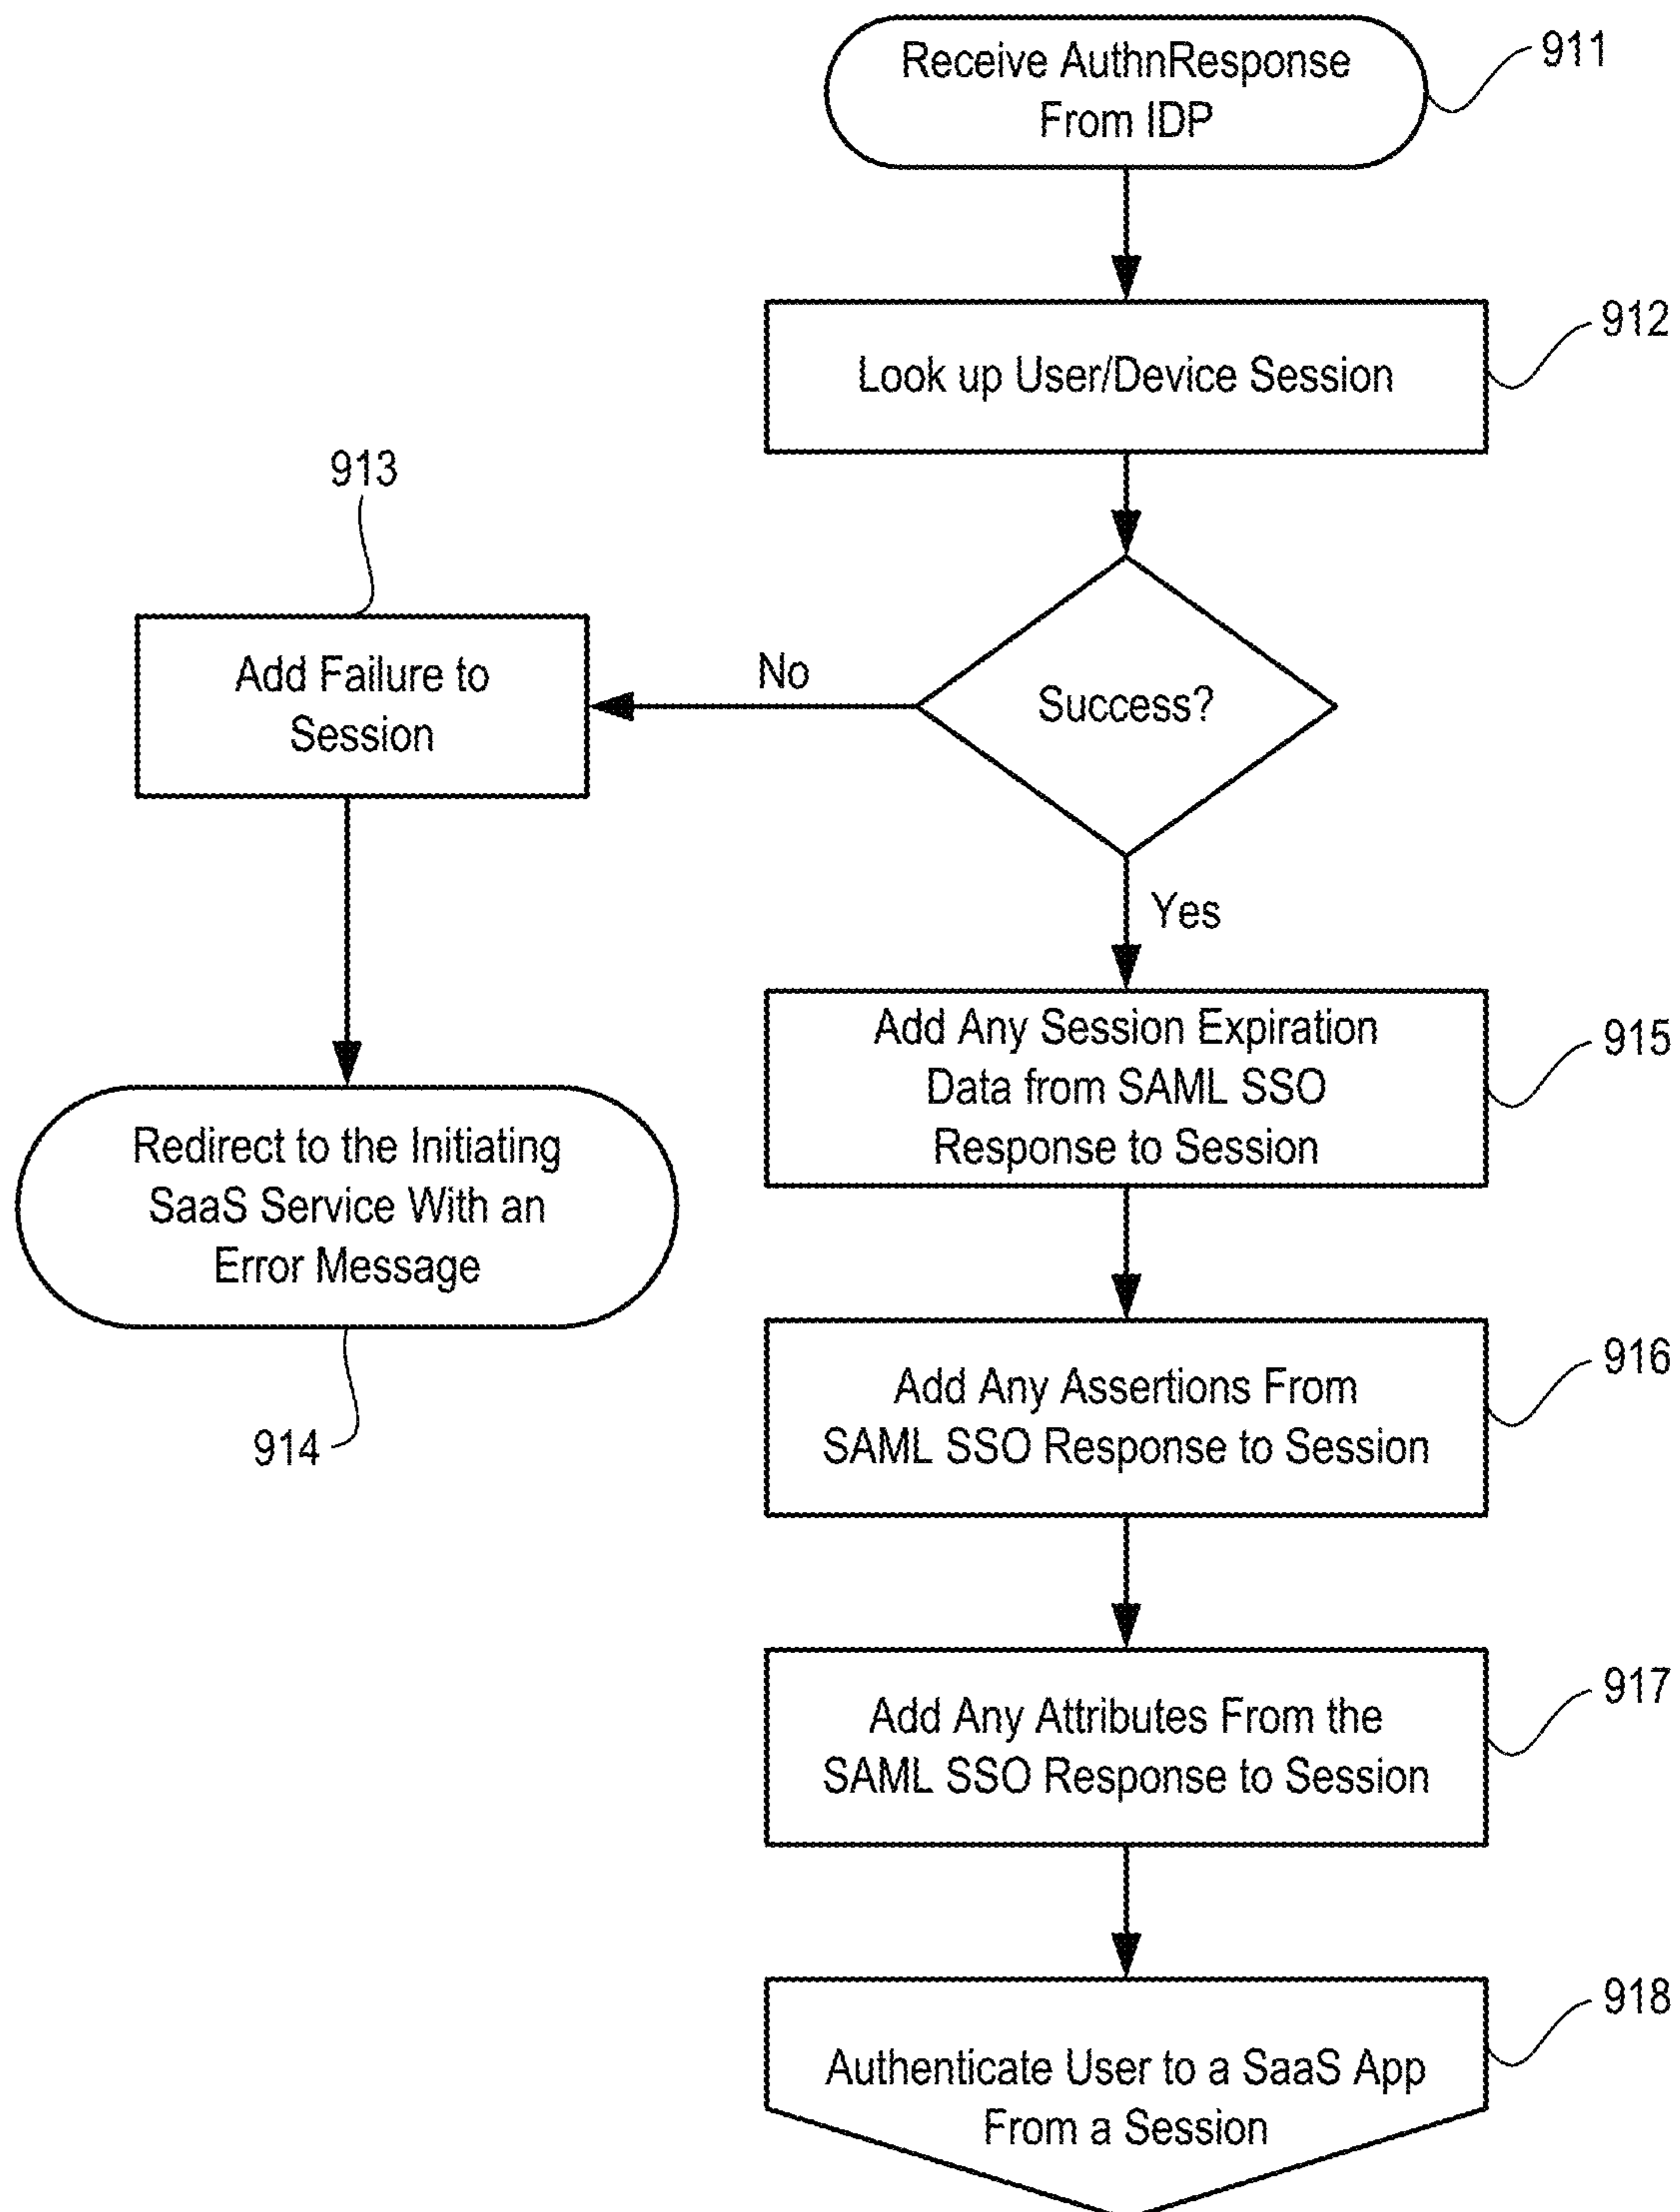 Receive AuthnResponse
From IDP
911
Look up User/Device Session
912
913
Add Failure to
Session
No
Success?
Yes
Redirect to the Initiating
SaaS Service With an
Error Message
914
Add Any Session Expiration
Data from SAML SSO
Response to Session
915
Add Any Assertions From
SAML SSO Response to Session
916
Add Any Attributes From the
SAML SSO Response to Session
917
Authenticate User to a SaaS App
From a Session
918